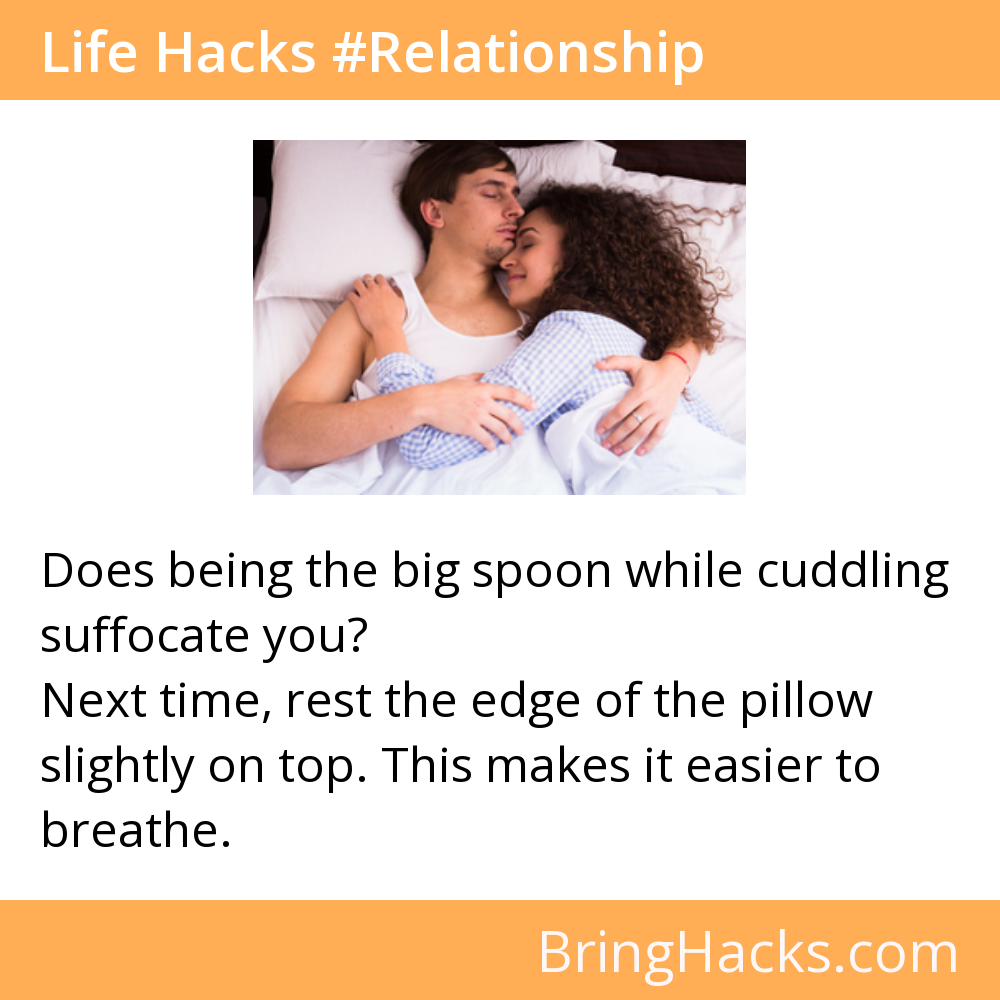 Life Hacks #Relationship
Does being the big spoon while cuddling
suffocate you?
Next time, rest the edge of the pillow
slightly on top. This makes it easier to
breathe.
BringHacks.com